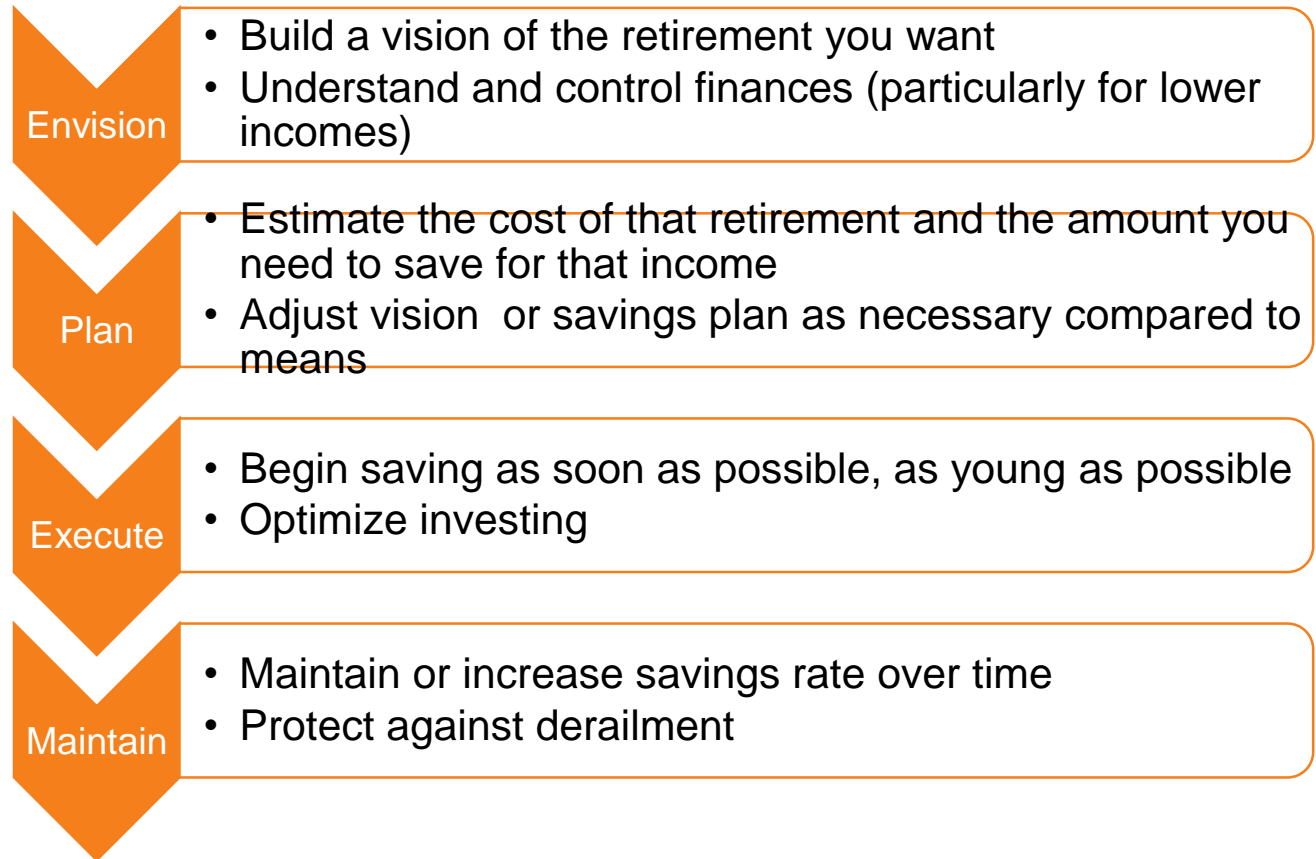 Envision
• Build a vision of the retirement you want
• Understand and control finances (particularly for lower
incomes)
Plan
• Estimate the cost of that retirement and the amount you
need to save for that income
• Adjust vision  or savings plan as necessary compared to
means
Execute
• Begin saving as soon as possible, as young as possible
• Optimize investing
Maintain
• Maintain or increase savings rate over time
• Protect against derailment